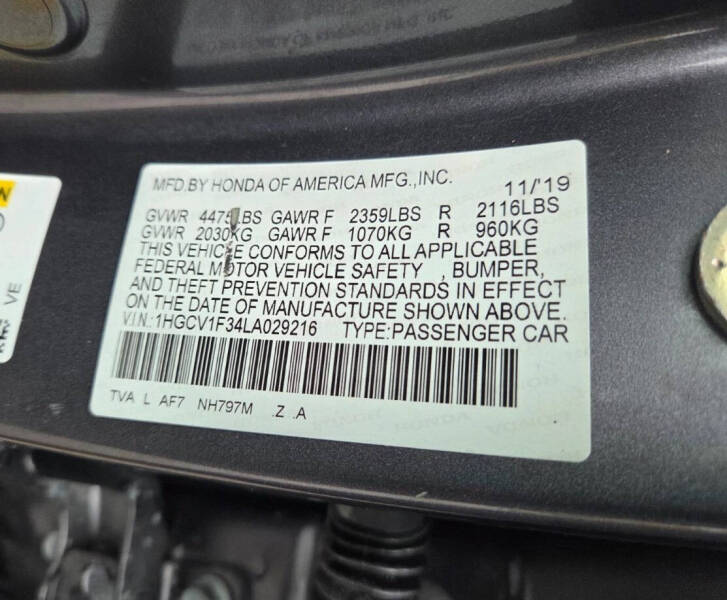 MFD.BY HONDA OF AMERICA MFG.,INC. 11/'19
GVWR 4475LBS GAWR F 2359LBS R 2116LBS
GVWR 2030KG GAWR F 1070KG R 960KG
THIS VEHICLE CONFORMS TO ALL APPLICABLE
FEDERAL MOTOR VEHICLE SAFETY , BUMPER,
AND THEFT PREVENTION STANDARDS IN EFFECT
ON THE DATE OF MANUFACTURE SHOWN ABOVE.
V.I.N.:1HGCV1F34LA029216 TYPE:PASSENGER CAR
TVA L AF7 NH797M .Z .A
VE